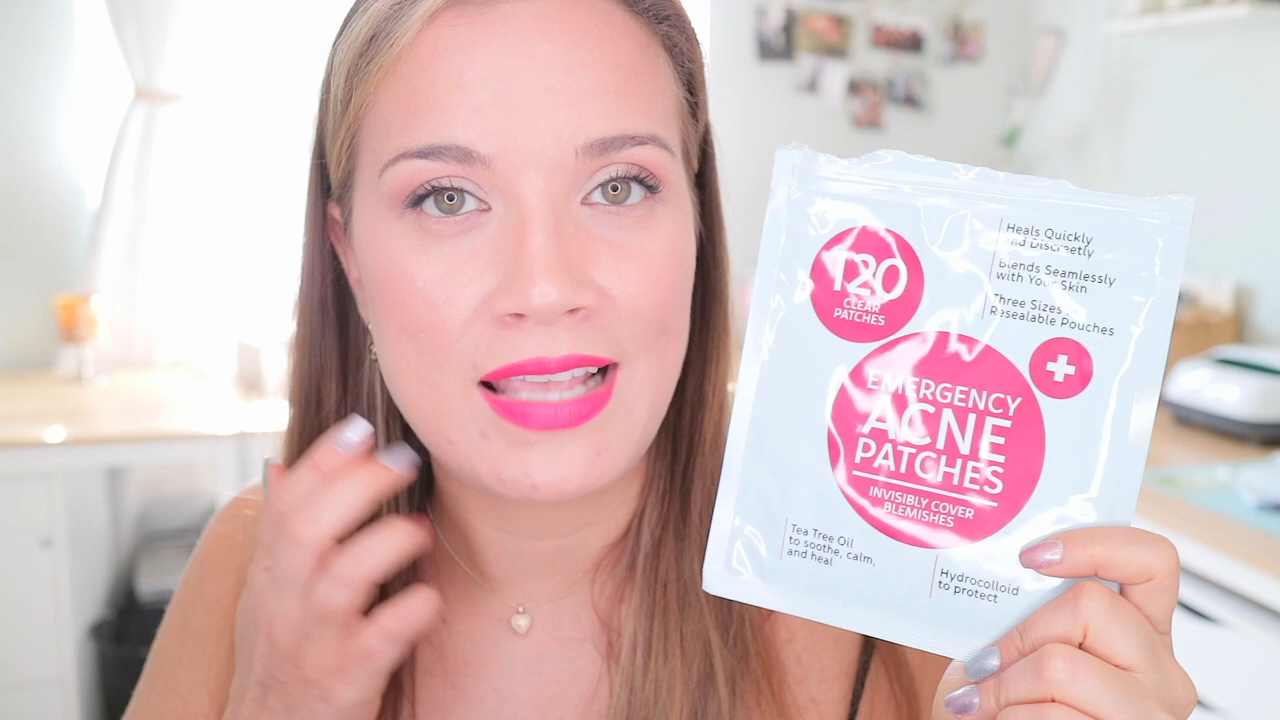 120
CLEAR
PATCHES
Heals Quickly
and Discreetly
Blends Seamlessly
with Your Skin
Three Sizes in
Resealable Pouches
EMERGENCY
ACNE
PATCHES
INVISIBLY COVER
BLEMISHES
Tea Tree Oil
to soothe, calm,
and heal
Hydrocolloid
to protect